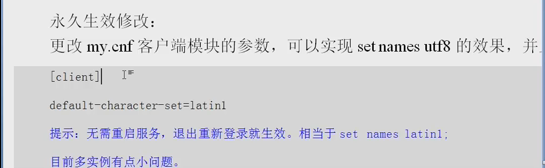 永久生效修改：
更改 my.cnf 客户端模块的参数，可以实现 set names utf8 的效果，并
[client]
default-character-set=latin1
提示：无需重启服务，退出重新登录就生效。相当于 set names latin1;
目前多实例有点小问题。